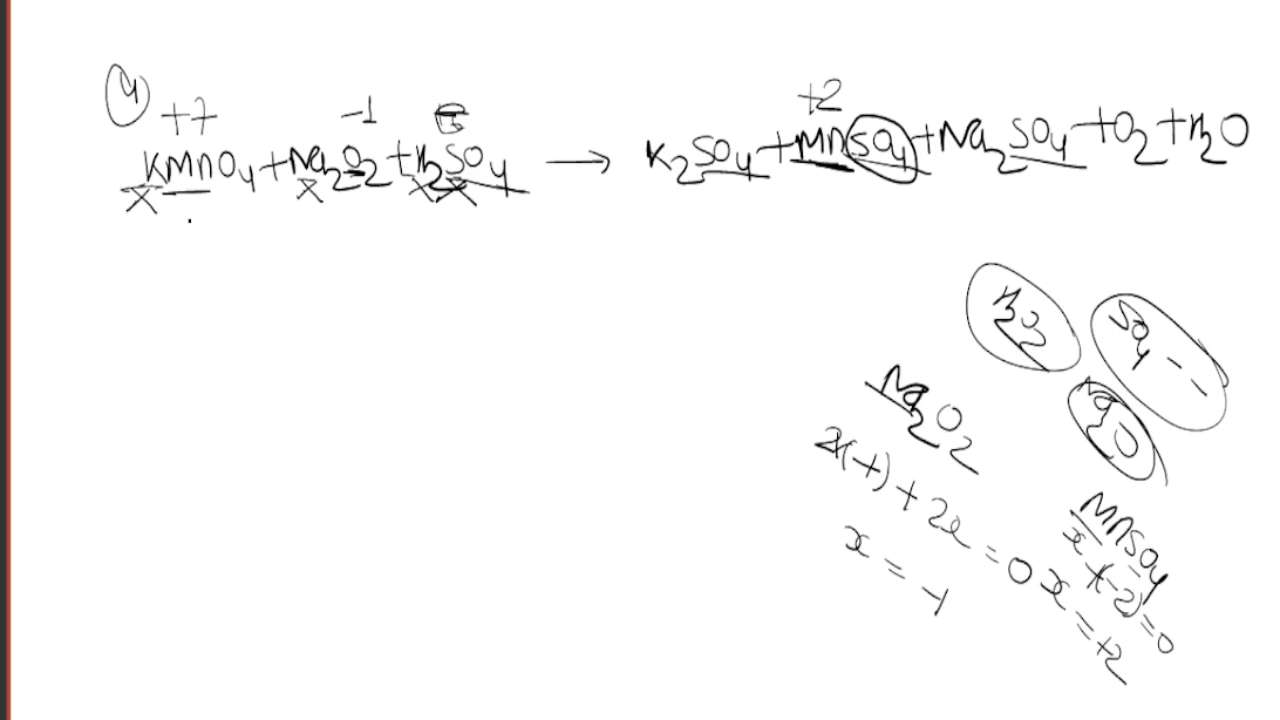 4
+7 -1 +2
KMnO4 + Na2O2 + H2SO4 → K2SO4 + MnSO4 + Na2SO4 + O2 + H2O
x x x x
H2O2
SO4 --
Na2O
Na2O2
2(+1) + 2x = 0
x = -1
MnSO4
x + (-2) = 0
x = +2